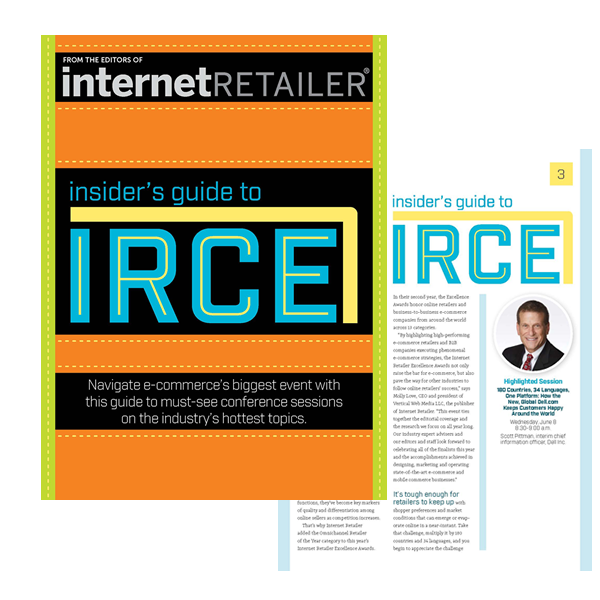 FROM THE EDITORS OF
internetRETAILER®
insider's guide to
IRCE
Navigate e-commerce's biggest event with
this guide to must-see conference sessions
on the industry's hottest topics.
3
insider's guide to
IRCE
In their second year, the Excellence
Awards honor online retailers and
business-to-business e-commerce
companies from around the world
across 15 categories.
"By highlighting high-performing
e-commerce retailers and B2B
companies executing phenomenal
e-commerce strategies, the Internet
Retailer Excellence Awards not only
raise the bar for e-commerce, but also
pave the way for other industries to
follow online retailers' success," says
Molly Love, CEO and president of
Vertical Web Media LLC, the publisher
of Internet Retailer. "This event ties
together the editorial coverage and
the research we focus on all year long.
Our industry expert advisors and
our editors and staff look forward to
celebrating all of the finalists this year
and the accomplishments achieved in
designing, marketing and operating
state-of-the-art e-commerce and
mobile commerce businesses."
It's tough enough for
retailers to keep up with
shopper preferences and market
conditions that can emerge or evap-
orate online in a near-instant. Take
that challenge, multiply it by 180
countries and 34 languages, and you
begin to appreciate the challenge
Highlighted Session
180 Countries, 34 Languages,
One Platform: How the
New, Global Dell.com
Keeps Customers Happy
Around the World
Wednesday, June 8
8:30-9:00 a.m.
Scott Pittman, interim chief
information officer, Dell Inc
functions, they've become key markers
of quality and differentiation among
online sellers as competition increases.
That's why Internet Retailer
added the Omnichannel Retailer
of the Year category to this year's
Internet Retailer Excellence Awards.